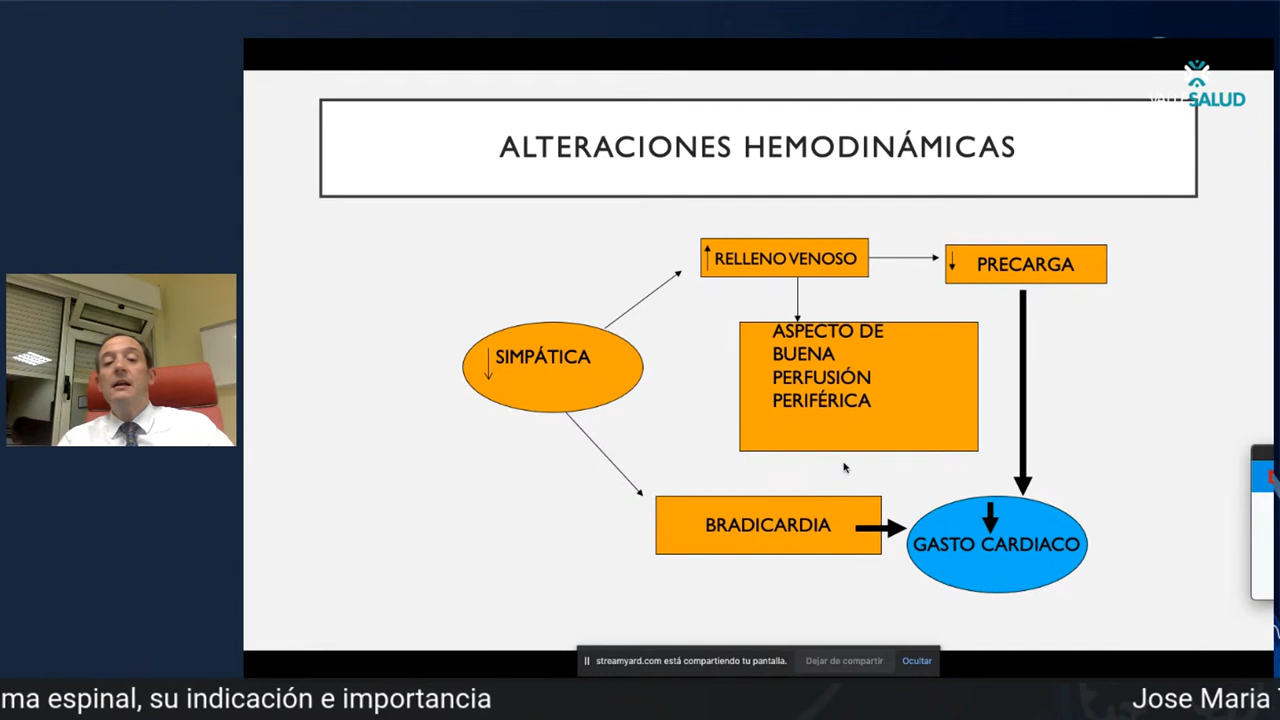 VALLE SALUD
ALTERACIONES HEMODINÁMICAS
RELLENO VENOSO
PRECARGA
SIMPÁTICA
ASPECTO DE
BUENA
PERFUSIÓN
PERIFÉRICA
BRADICARDIA
GASTO CARDIACO
streamyard.com está compartiendo tu pantalla.
Dejar de compartir
Ocultar
ma espinal, su indicación e importancia
Jose Maria